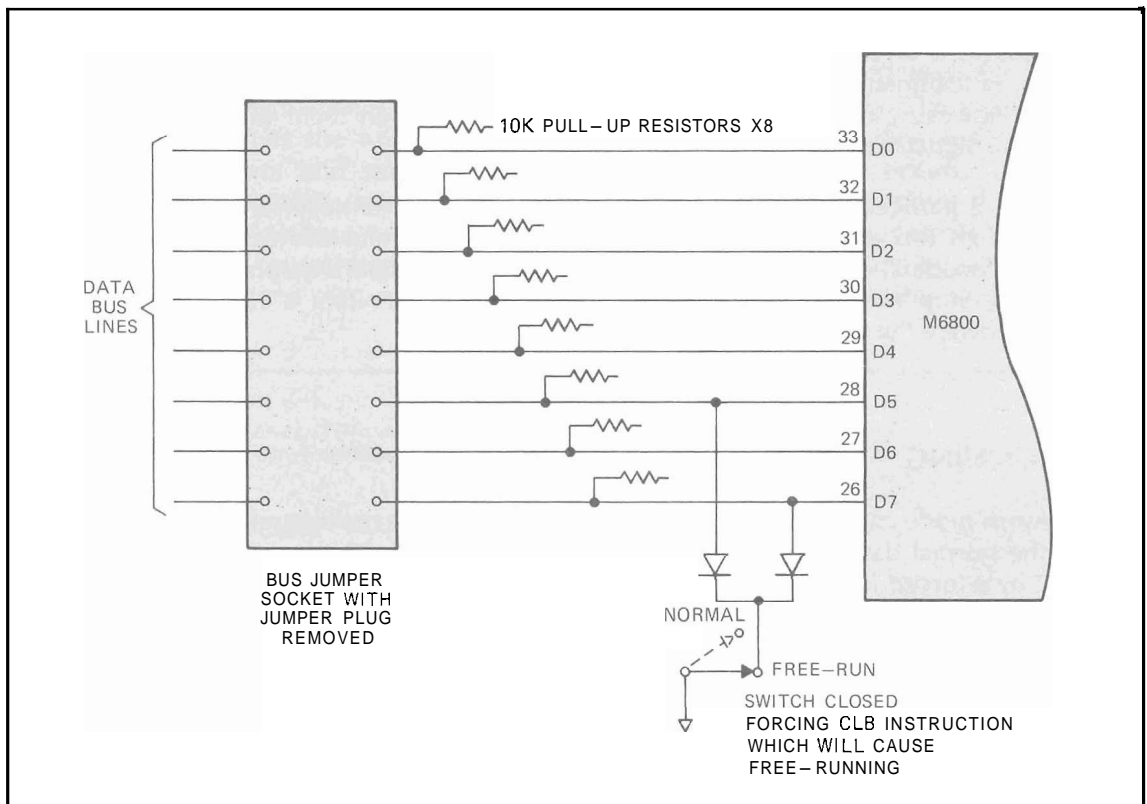 10K PULL-UP RESISTORS X8
33
D0
32
D1
31
D2
30
D3
29
D4
28
D5
27
D6
26
D7
M6800
DATA
BUS
LINES
BUS JUMPER
SOCKET WITH
JUMPER PLUG
REMOVED
NORMAL
FREE-RUN
SWITCH CLOSED
FORCING CLB INSTRUCTION
WHICH WILL CAUSE
FREE-RUNNING